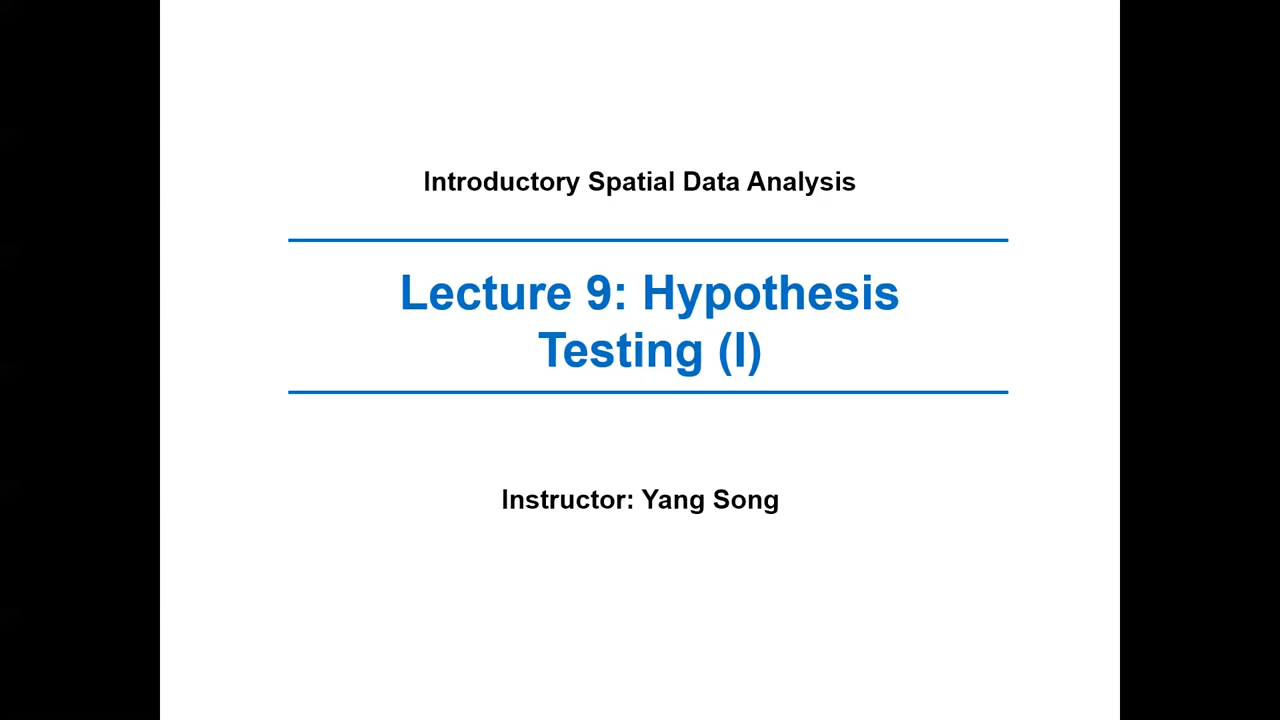 Introductory Spatial Data Analysis
Lecture 9: Hypothesis
Testing (I)
Instructor: Yang Song